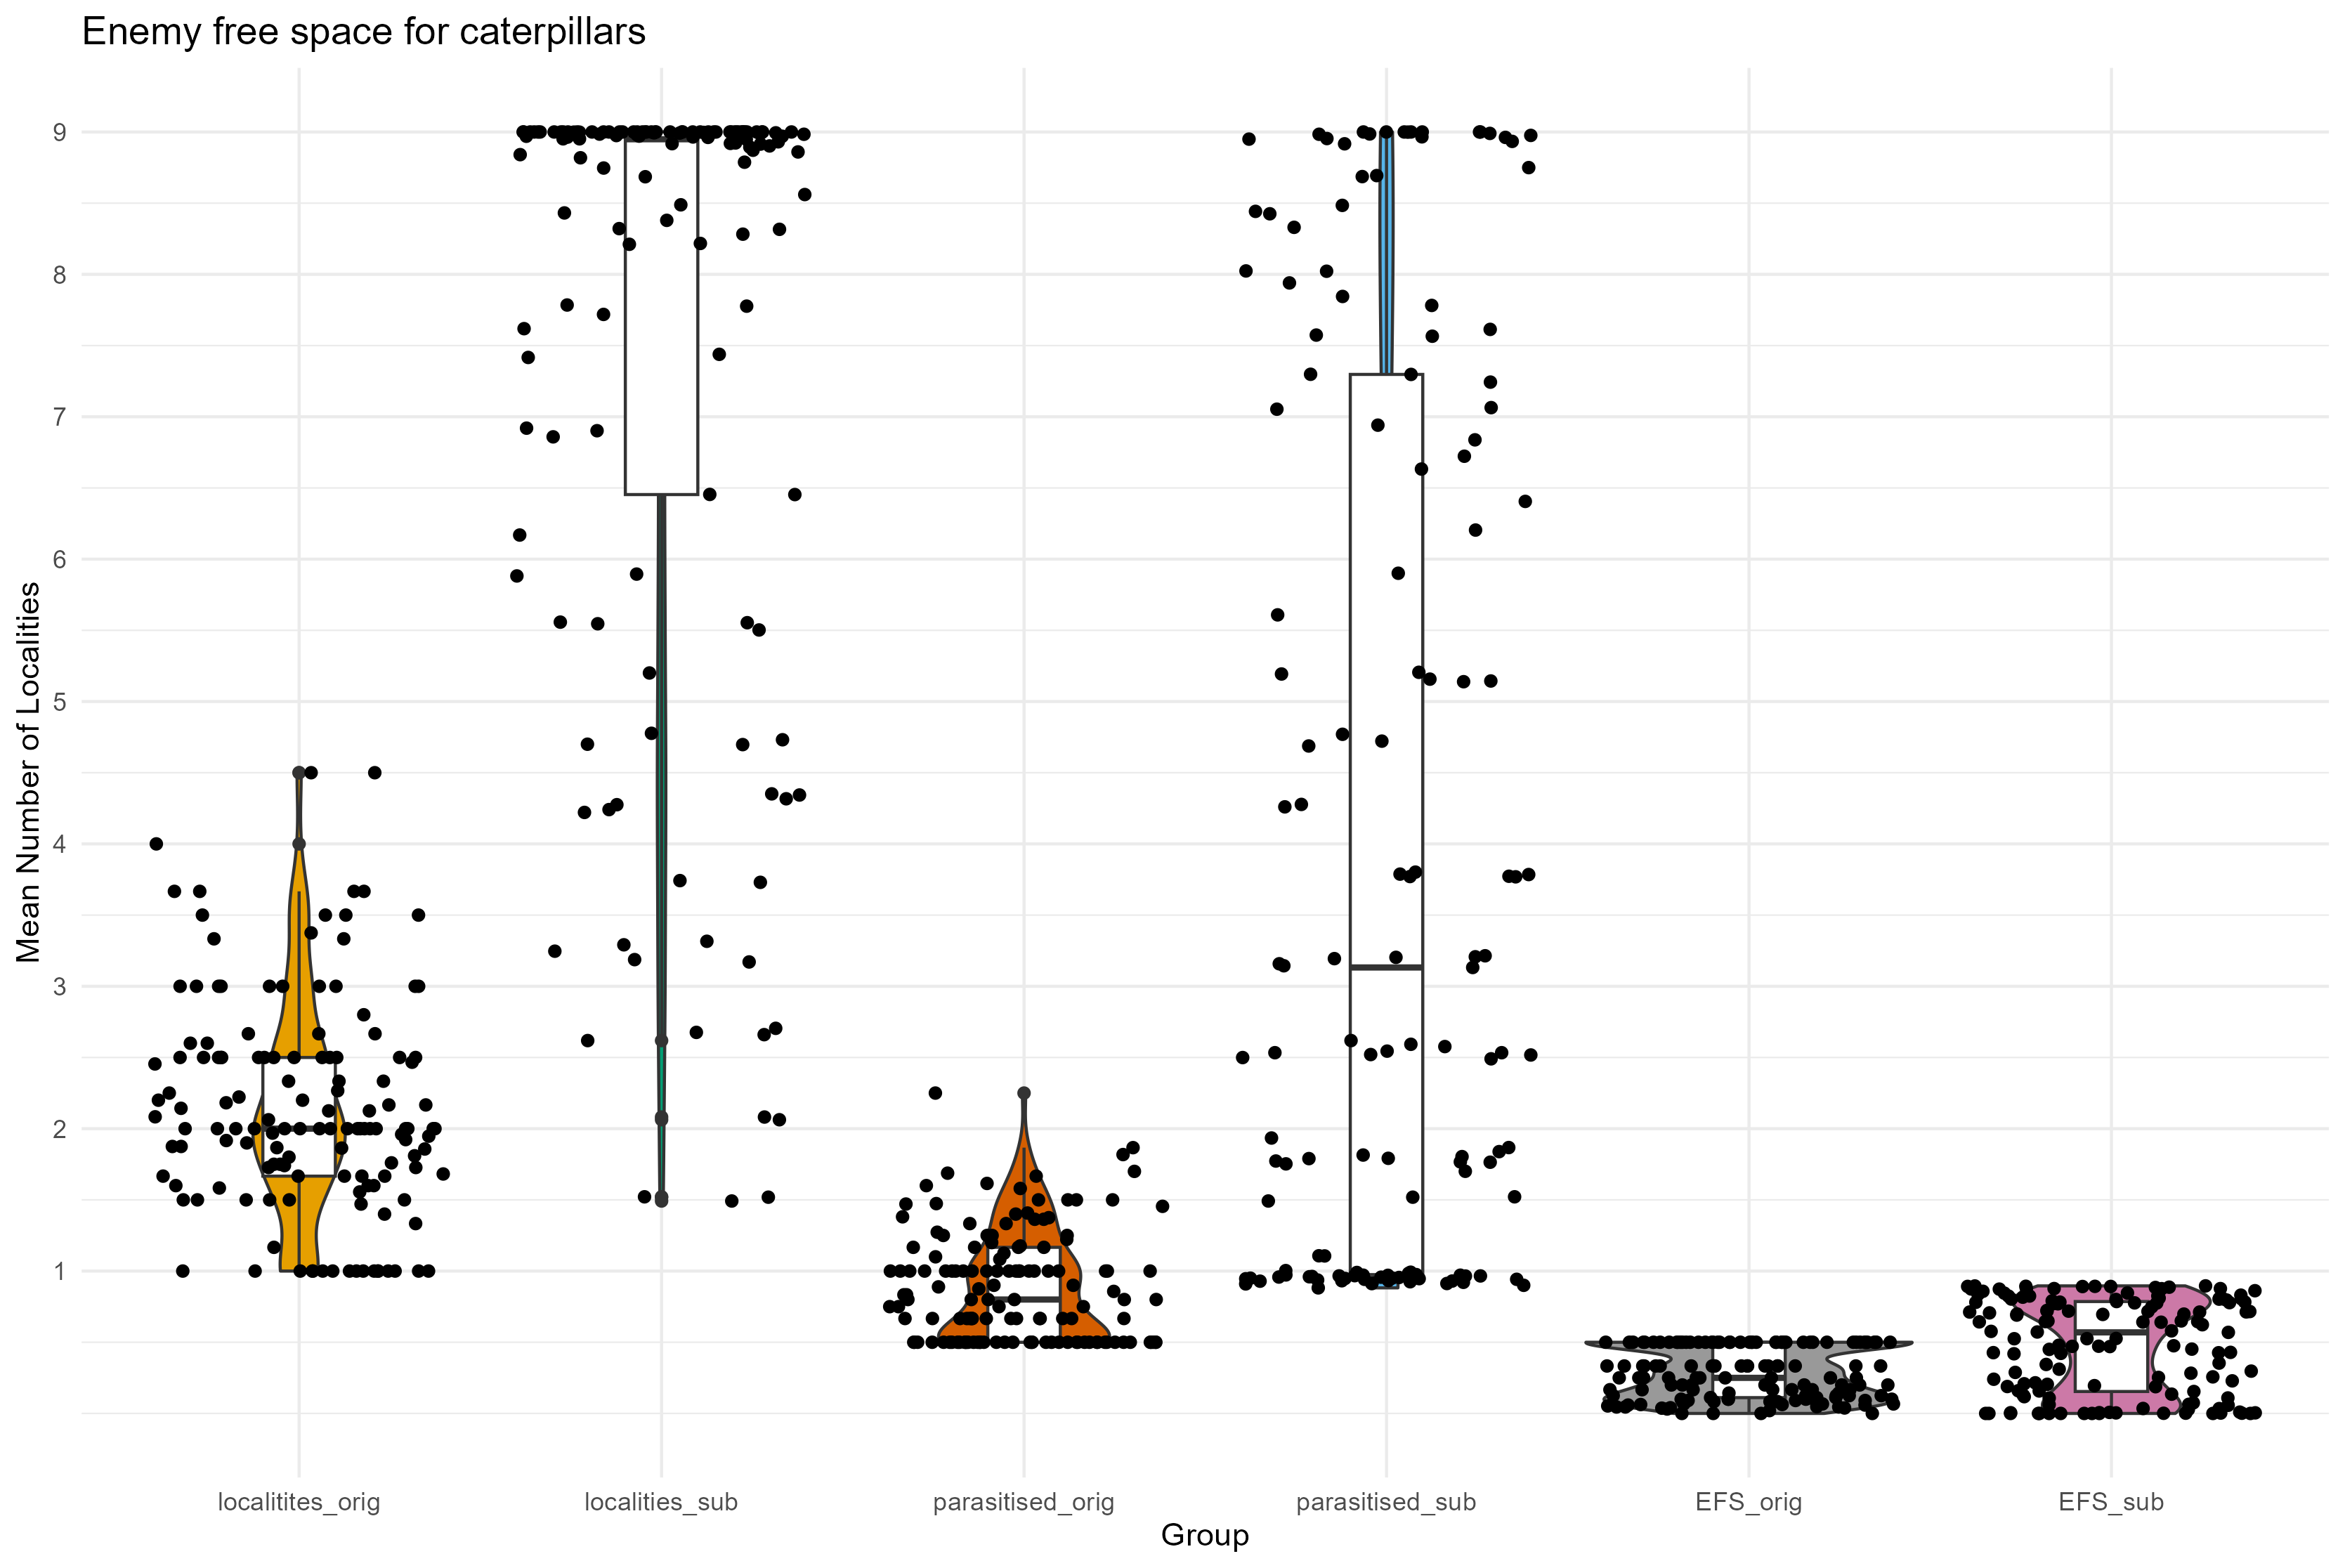 Enemy free space for caterpillars
9
8
7
6
5
4
3
2
1
Mean Number of Localities
localitites_orig localities_sub parasitised_orig parasitised_sub EFS_orig EFS_sub
Group